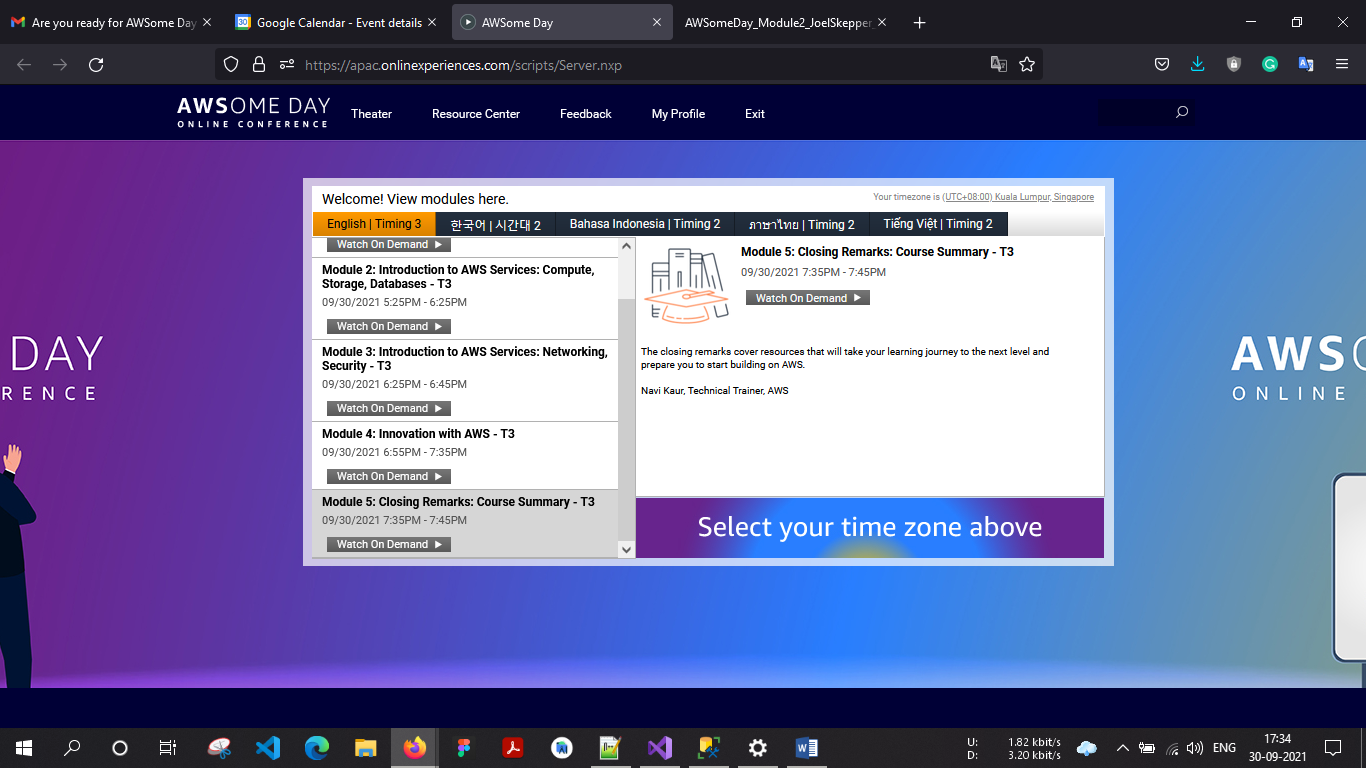 Are you ready for AWSome Day
Google Calendar - Event details
AWSome Day
AWSomeDay_Module2_JoelSkepper_
https://apac.onlinexperiences.com/scripts/Server.nxp
AWSOME DAY
ONLINE CONFERENCE
Theater
Resource Center
Feedback
My Profile
Exit
Welcome! View modules here.
Your timezone is (UTC+08:00) Kuala Lumpur, Singapore
English | Timing 3
한국어 | 시간대 2
Bahasa Indonesia | Timing 2
ภาษาไทย | Timing 2
Tiếng Việt | Timing 2
Watch On Demand
Module 2: Introduction to AWS Services: Compute,
Storage, Databases - T3
09/30/2021 5:25PM - 6:25PM
Watch On Demand
Module 3: Introduction to AWS Services: Networking,
Security - T3
09/30/2021 6:25PM - 6:45PM
Watch On Demand
Module 4: Innovation with AWS - T3
09/30/2021 6:55PM - 7:35PM
Watch On Demand
Module 5: Closing Remarks: Course Summary - T3
09/30/2021 7:35PM - 7:45PM
Watch On Demand
Module 5: Closing Remarks: Course Summary - T3
09/30/2021 7:35PM - 7:45PM
Watch On Demand
The closing remarks cover resources that will take your learning journey to the next level and
prepare you to start building on AWS.
Navi Kaur, Technical Trainer, AWS
Select your time zone above
DAY
RENCE
AWS
ONLINE
U: 1.82 kbit/s
D: 3.20 kbit/s
ENG
17:34
30-09-2021